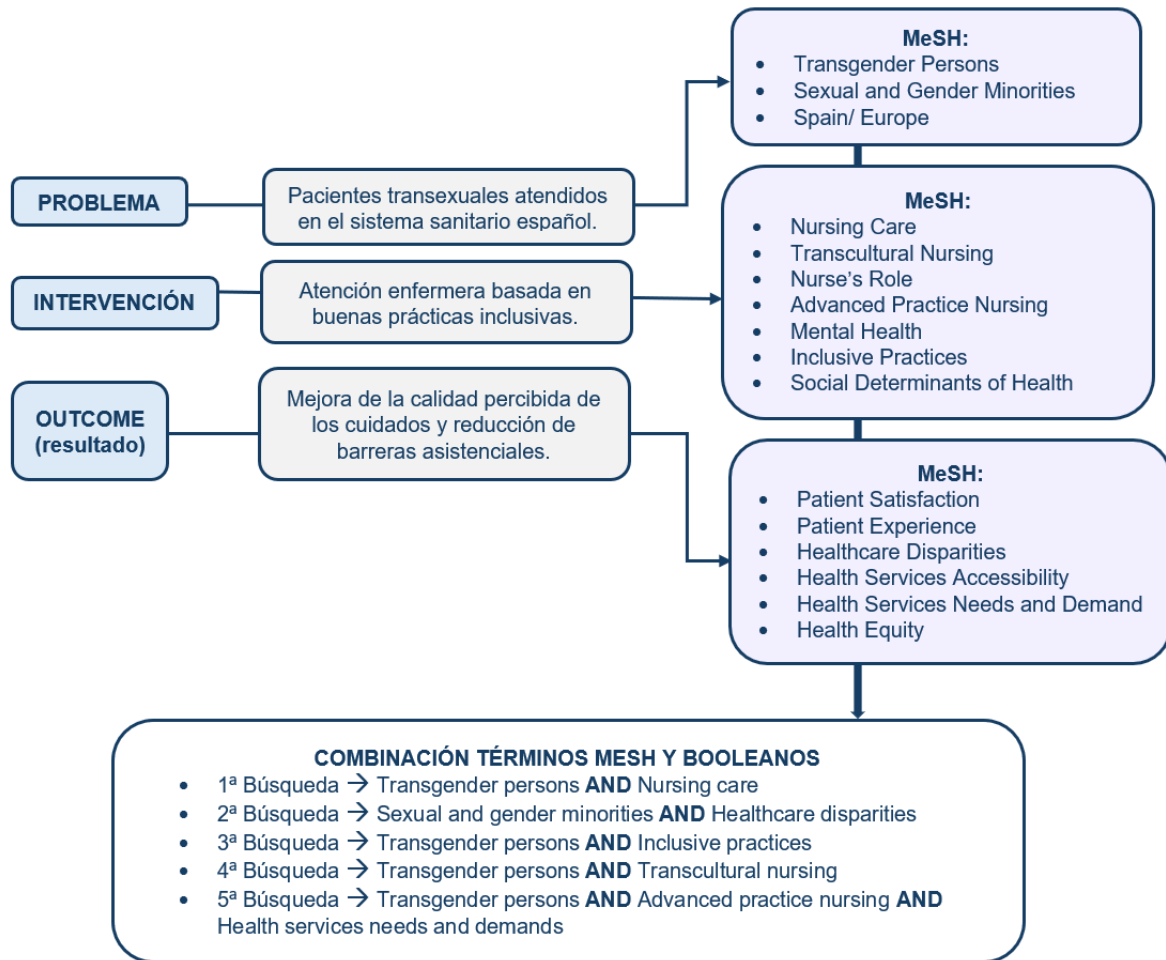 PROBLEMA
Pacientes transexuales atendidos
en el sistema sanitario español.
MeSH:
• Transgender Persons
• Sexual and Gender Minorities
• Spain/ Europe
INTERVENCIÓN
Atención enfermera basada en
buenas prácticas inclusivas.
MeSH:
• Nursing Care
• Transcultural Nursing
• Nurse’s Role
• Advanced Practice Nursing
• Mental Health
• Inclusive Practices
• Social Determinants of Health
OUTCOME
(resultado)
Mejora de la calidad percibida de
los cuidados y reducción de
barreras asistenciales.
MeSH:
• Patient Satisfaction
• Patient Experience
• Healthcare Disparities
• Health Services Accessibility
• Health Services Needs and Demand
• Health Equity
COMBINACIÓN TÉRMINOS MESH Y BOOLEANOS
• 1ª Búsqueda → Transgender persons AND Nursing care
• 2ª Búsqueda → Sexual and gender minorities AND Healthcare disparities
• 3ª Búsqueda → Transgender persons AND Inclusive practices
• 4ª Búsqueda → Transgender persons AND Transcultural nursing
• 5ª Búsqueda → Transgender persons AND Advanced practice nursing AND
Health services needs and demands